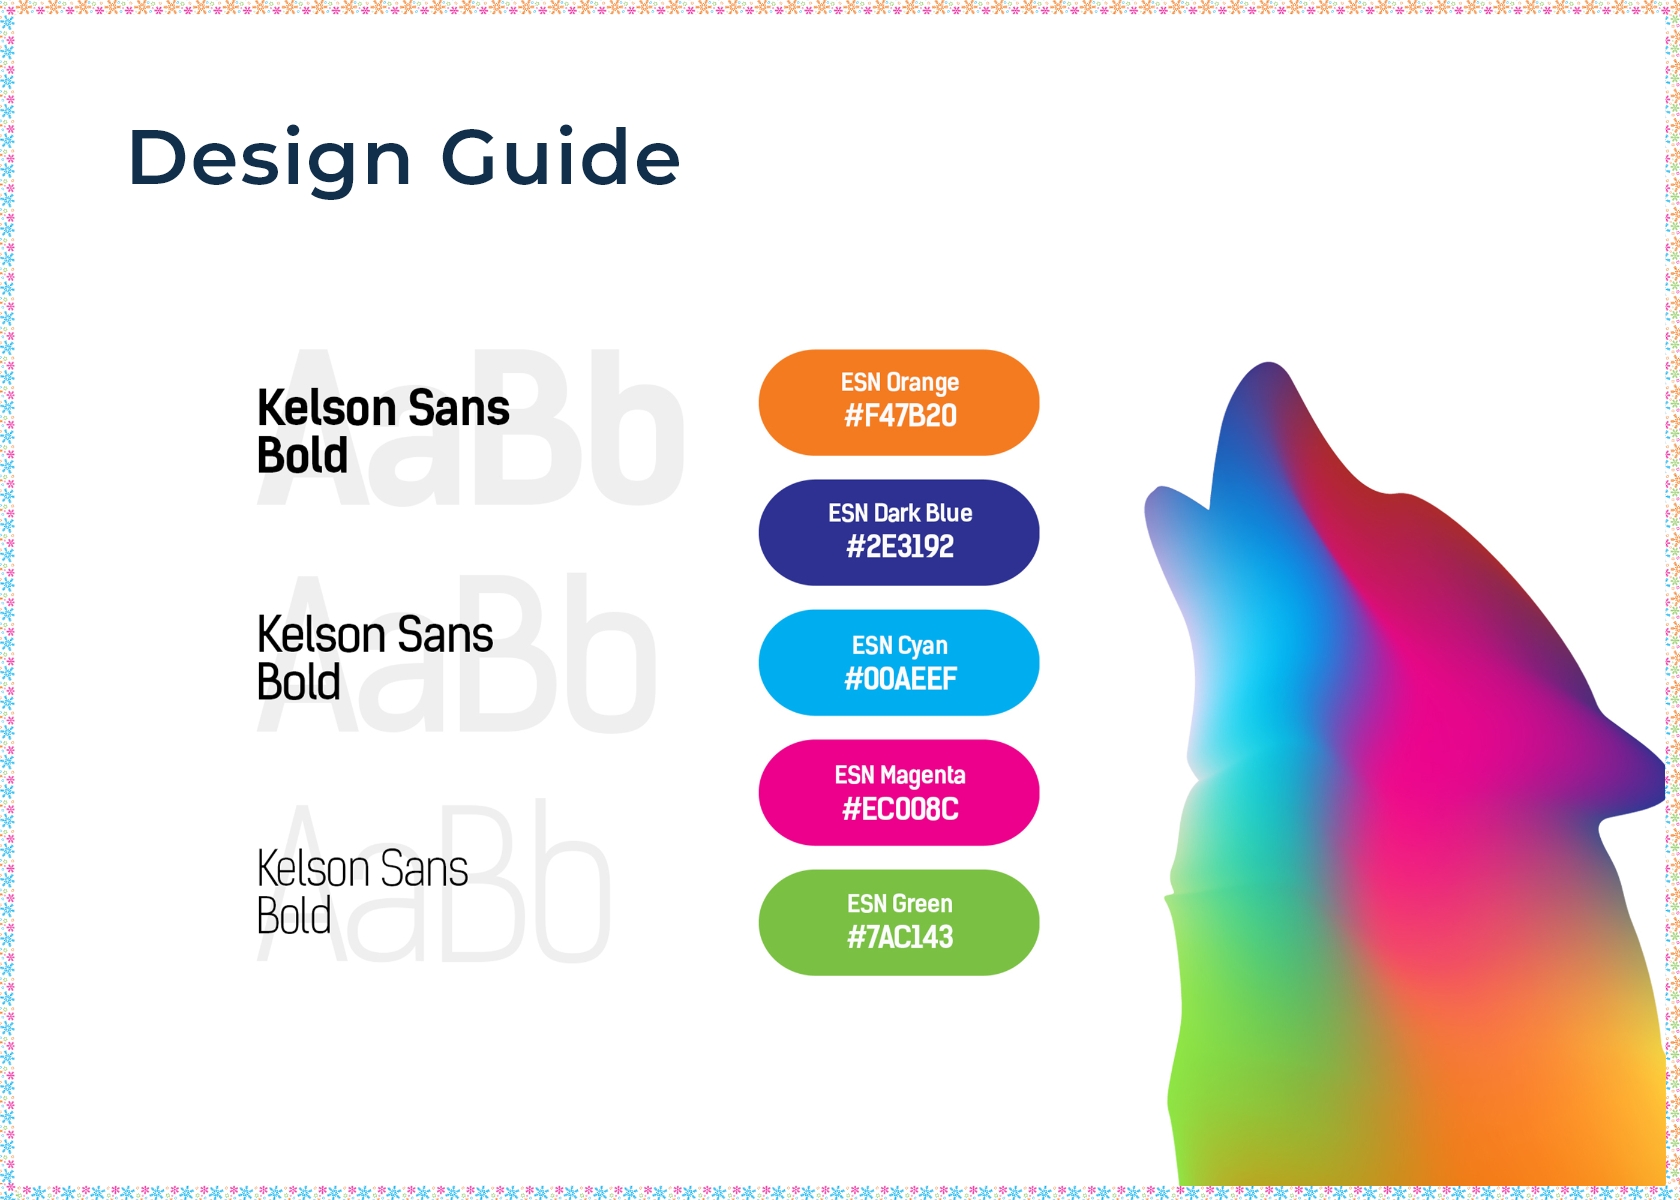 Design Guide
AaBb
Kelson Sans
Bold
AaBb
Kelson Sans
Bold
AaBb
Kelson Sans
Bold
ESN Orange
#F47B20
ESN Dark Blue
#2E3192
ESN Cyan
#00AEEF
ESN Magenta
#EC008C
ESN Green
#7AC143